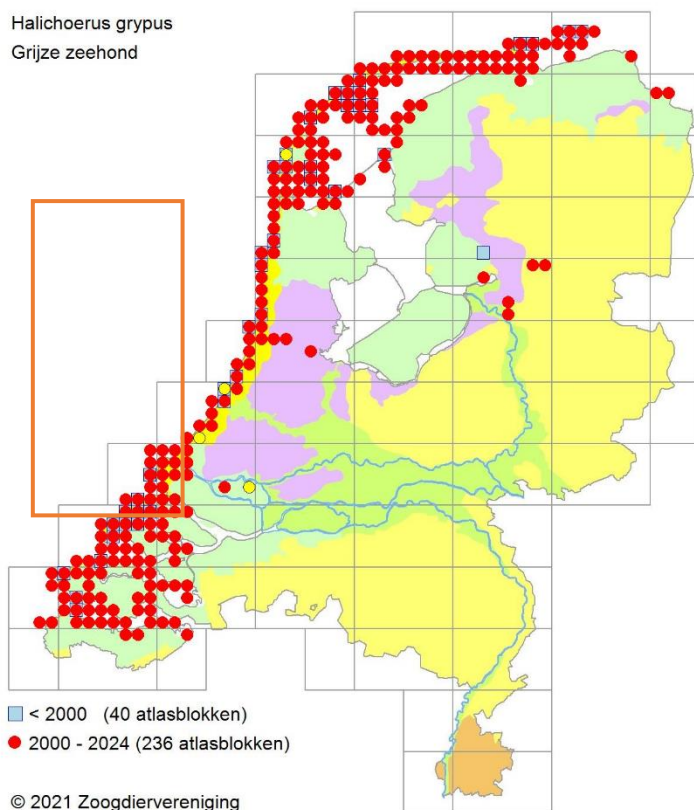 Halichoerus grypus
Grijze zeehond
< 2000 (40 atlasblokken)
2000 - 2024 (236 atlasblokken)
© 2021 Zoogdiervereniging